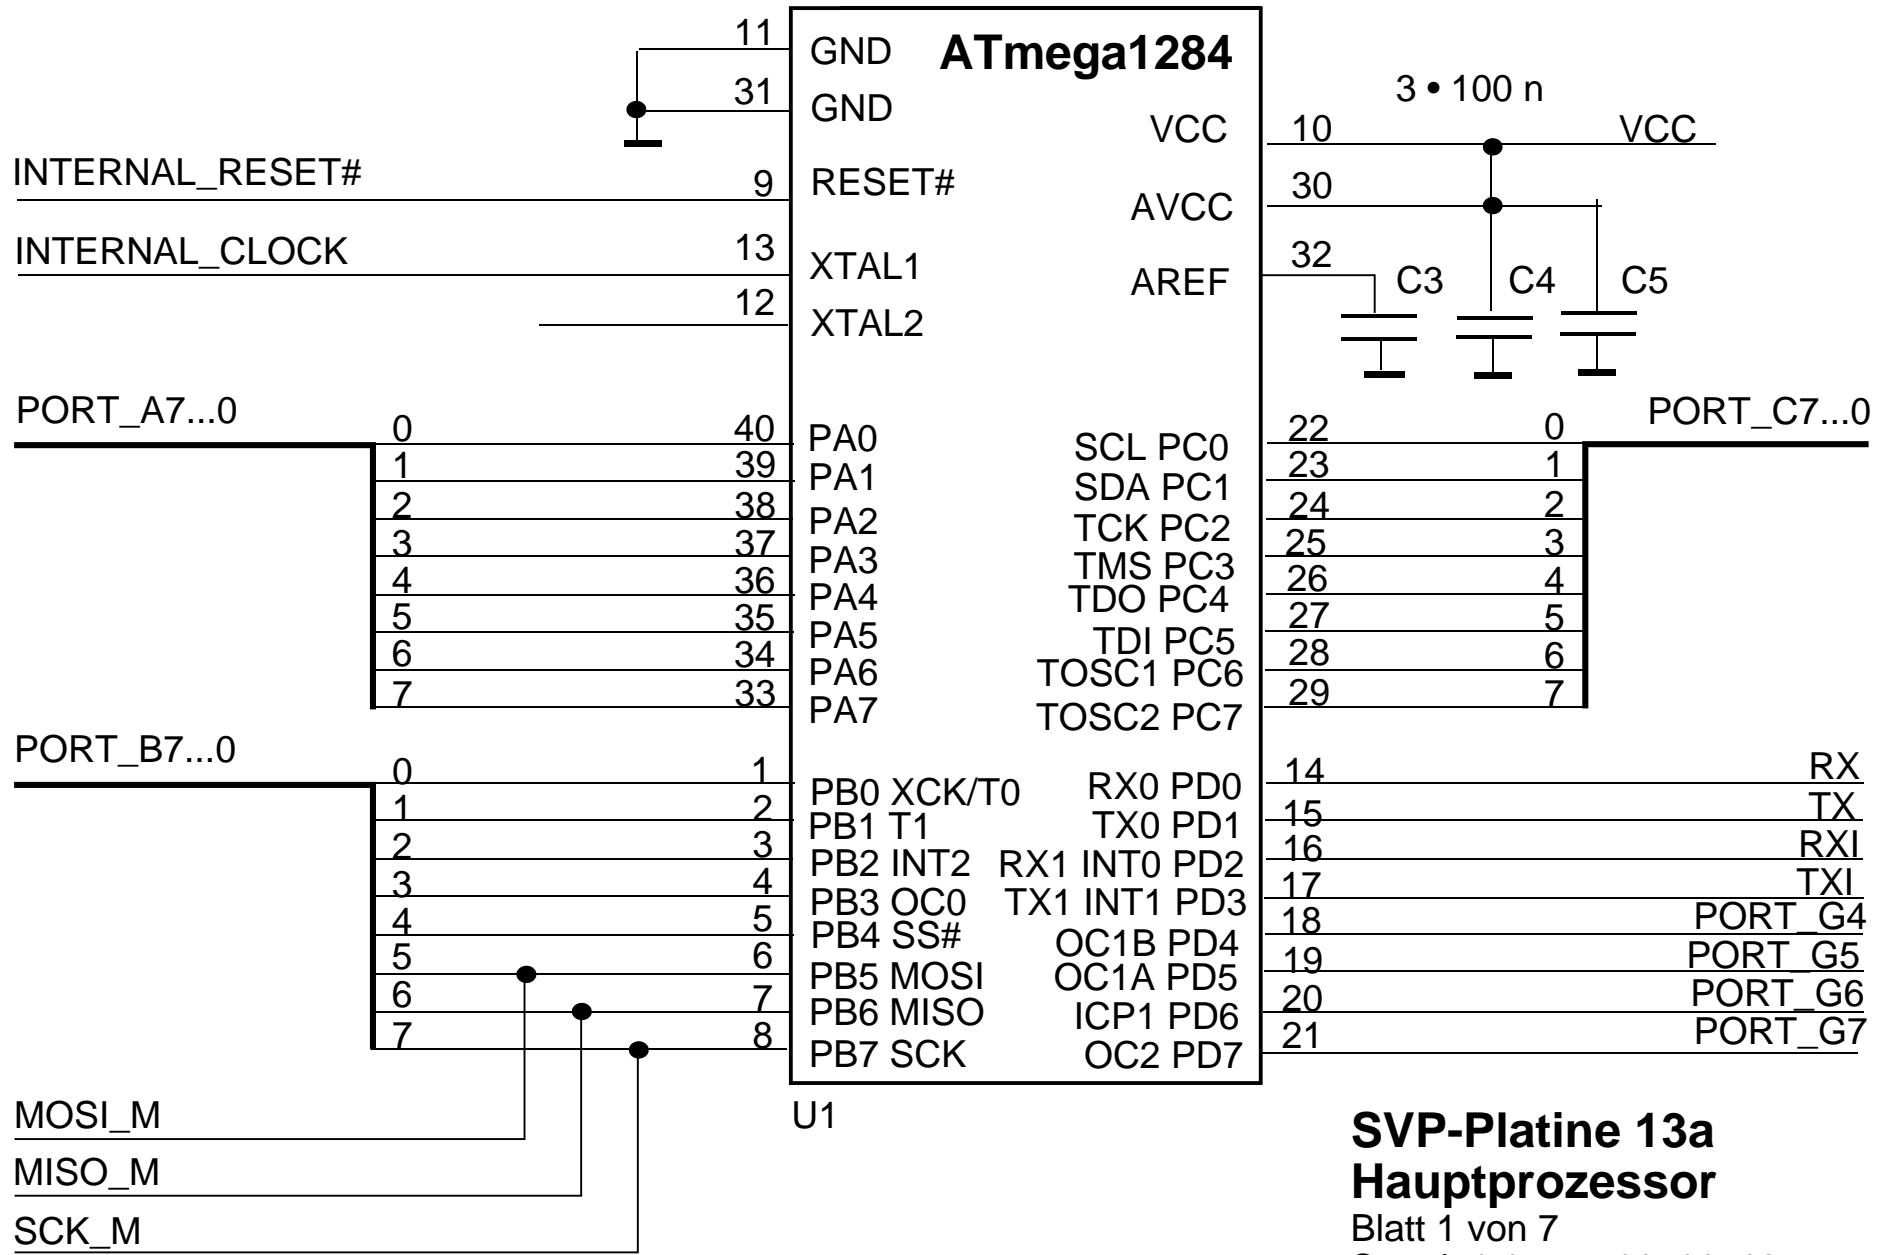 ATmega1284
11 GND
31 GND
INTERNAL_RESET# 9 RESET#
INTERNAL_CLOCK 13 XTAL1
12 XTAL2
3 • 100 n
VCC 10 VCC
AVCC 30
AREF 32
C3 C4 C5
PORT_A7...0
0 40 PA0
1 39 PA1
2 38 PA2
3 37 PA3
4 36 PA4
5 35 PA5
6 34 PA6
7 33 PA7
PORT_C7...0
SCL PC0 22 0
SDA PC1 23 1
TCK PC2 24 2
TMS PC3 25 3
TDO PC4 26 4
TDI PC5 27 5
TOSC1 PC6 28 6
TOSC2 PC7 29 7
PORT_B7...0
0 1 PB0 XCK/T0
1 2 PB1 T1
2 3 PB2 INT2
3 4 PB3 OC0
4 5 PB4 SS#
5 6 PB5 MOSI
6 7 PB6 MISO
7 8 PB7 SCK
RX0 PD0 14 RX
TX0 PD1 15 TX
RX1 INT0 PD2 16 RXI
TX1 INT1 PD3 17 TXI
OC1B PD4 18 PORT_G4
OC1A PD5 19 PORT_G5
ICP1 PD6 20 PORT_G6
OC2 PD7 21 PORT_G7
MOSI_M
MISO_M
SCK_M
U1
SVP-Platine 13a
Hauptprozessor
Blatt 1 von 7